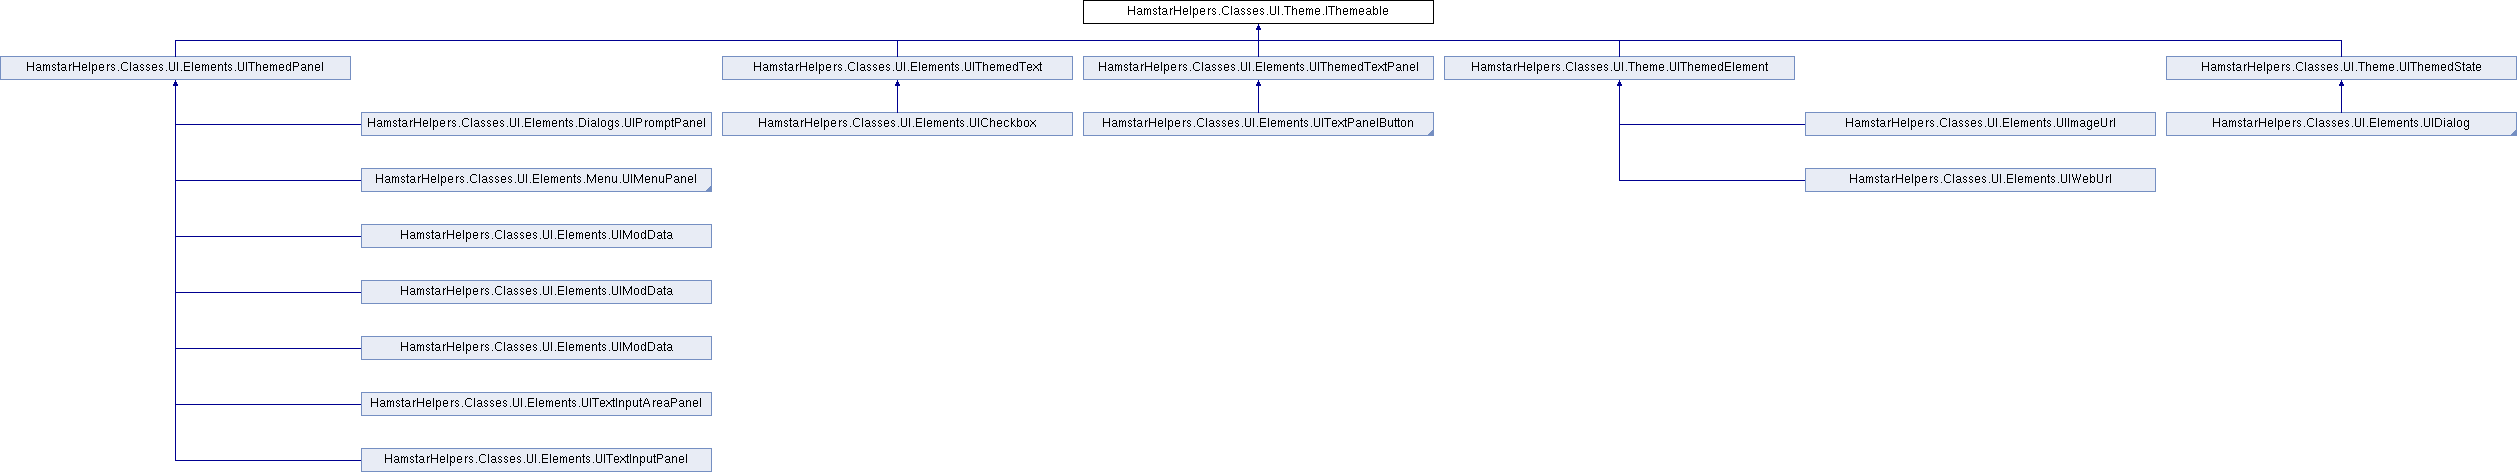 HamstarHelpers.Classes.UI.Theme.IThemeable
HamstarHelpers.Classes.UI.Elements.UIThemedPanel
HamstarHelpers.Classes.UI.Elements.UIThemedText
HamstarHelpers.Classes.UI.Elements.UIThemedTextPanel
HamstarHelpers.Classes.UI.Theme.UIThemedElement
HamstarHelpers.Classes.UI.Theme.UIThemedState
HamstarHelpers.Classes.UI.Elements.Dialogs.UIPromptPanel
HamstarHelpers.Classes.UI.Elements.UICheckbox
HamstarHelpers.Classes.UI.Elements.UITextPanelButton
HamstarHelpers.Classes.UI.Elements.UIImageUrl
HamstarHelpers.Classes.UI.Elements.UIDialog
HamstarHelpers.Classes.UI.Elements.Menu.UIMenuPanel
HamstarHelpers.Classes.UI.Elements.UIWebUrl
HamstarHelpers.Classes.UI.Elements.UIModData
HamstarHelpers.Classes.UI.Elements.UIModData
HamstarHelpers.Classes.UI.Elements.UIModData
HamstarHelpers.Classes.UI.Elements.UITextInputAreaPanel
HamstarHelpers.Classes.UI.Elements.UITextInputPanel